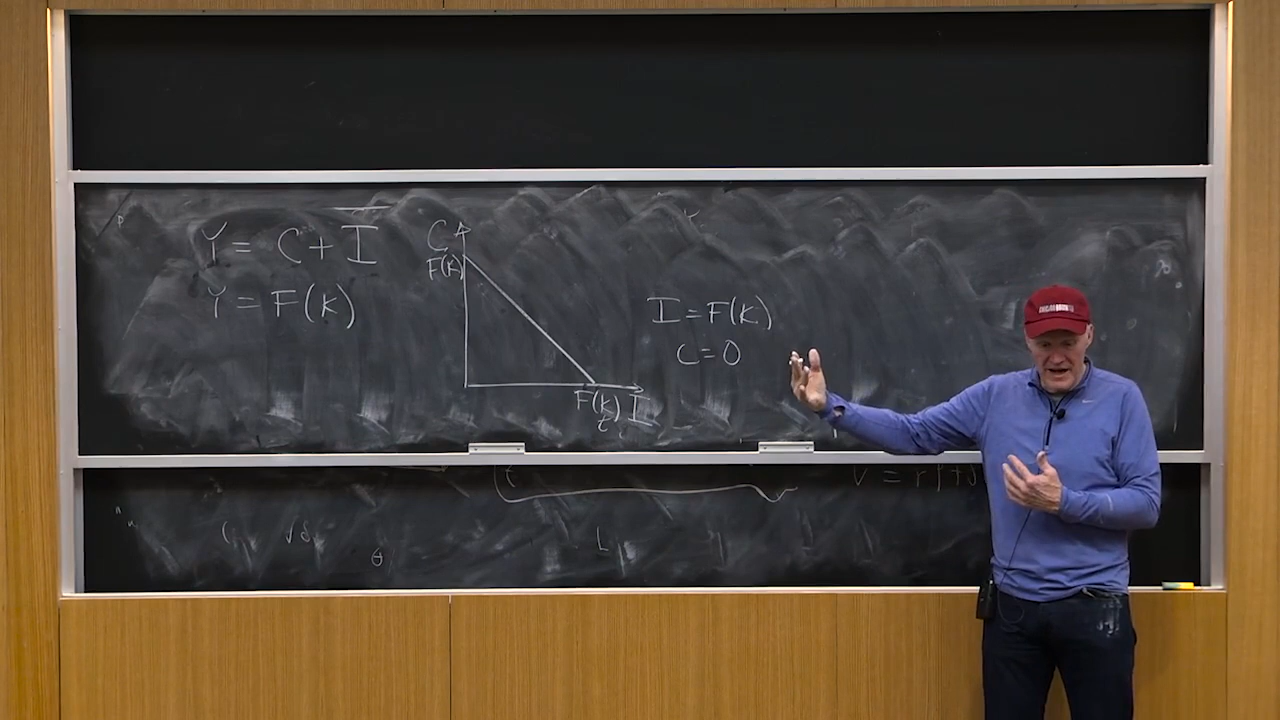 Y = C + I
Y = F(K)
C
F(K)
F(K)
t
I
I = F(K)
C = 0
L
θ